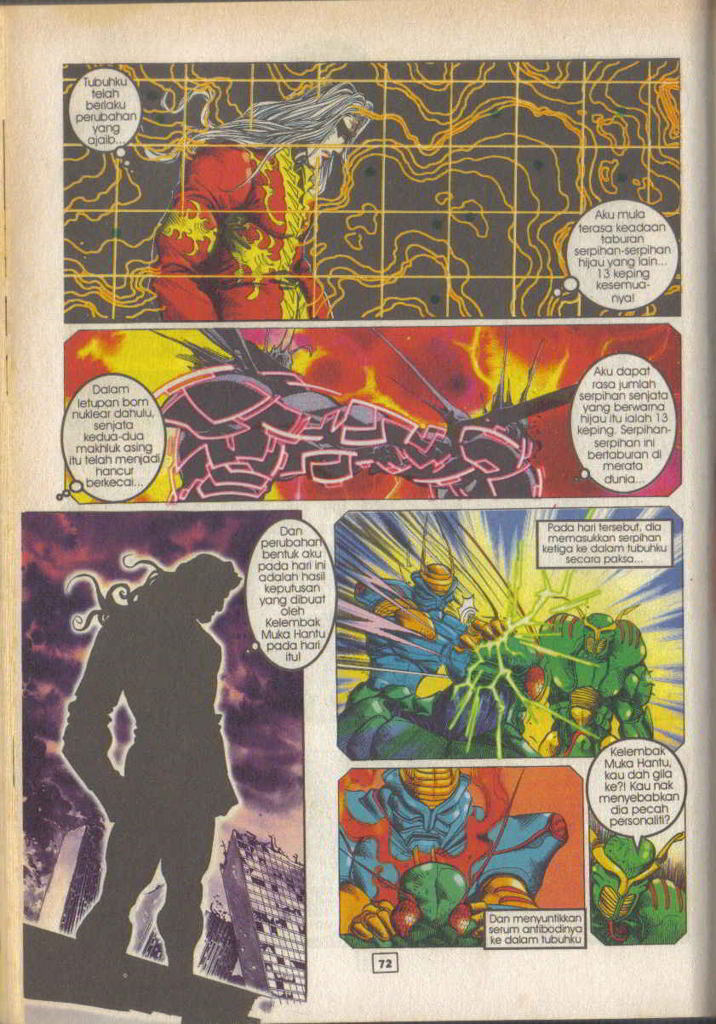 Tubuhku
telah
berlaku
perubahan
yang
ajaib...
Aku mula
terasa keadaan
taburan
serpihan-serpihan
hijau yang lain...
13 keping
kesemua-
nya!
Dalam
letupan bom
nuklear dahulu,
senjata
kedua-dua
makhluk asing
itu telah menjadi
hancur
berkecai...
Aku dapat
rasa jumlah
serpihan senjata
yang berwarna
hijau itu ialah 13
keping. Serpihan-
serpihan ini
bertaburan di
merata
dunia...
Dan
perubahan
bentuk aku
pada hari ini
adalah hasil
keputusan
yang dibuat
oleh
Kelembak
Muka Hantu
pada hari
itu!
Pada hari tersebut, dia
memasukkan serpihan
ketiga ke dalam tubuhku
secara paksa...
Kelembak
Muka Hantu,
kau dah gila
ke?! Kau nak
menyebabkan
dia pecah
personaliti?
Dan menyuntikkan
serum antibodinya
ke dalam tubuhku
72